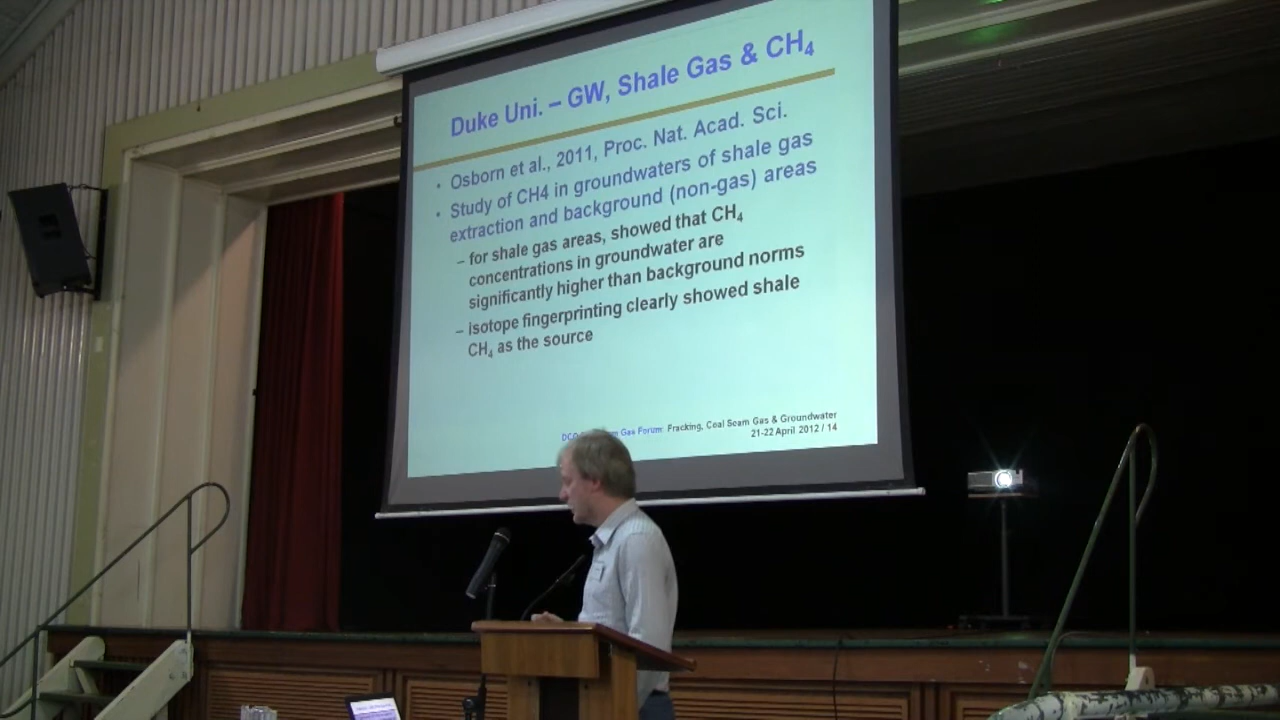 Duke Uni. – GW, Shale Gas & CH₄
• Osborn et al., 2011, Proc. Nat. Acad. Sci.
• Study of CH4 in groundwaters of shale gas
extraction and background (non-gas) areas
– for shale gas areas, showed that CH₄
concentrations in groundwater are
significantly higher than background norms
– isotope fingerprinting clearly showed shale
CH₄ as the source
Gas Forum: Fracking, Coal Seam Gas & Groundwater
21-22 April 2012 / 14